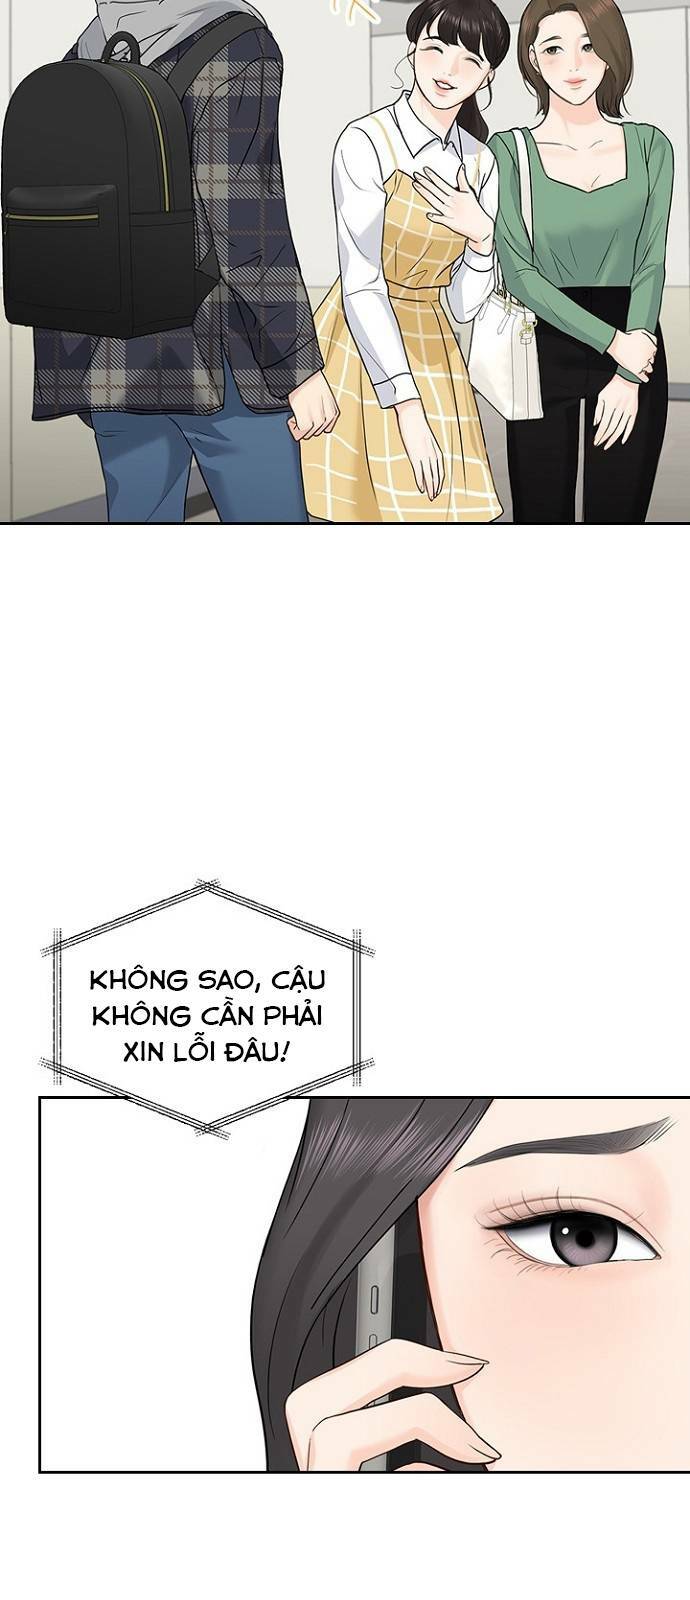 KHÔNG SAO, CẬU
KHÔNG CẦN PHẢI
XIN LỖI ĐÂU!